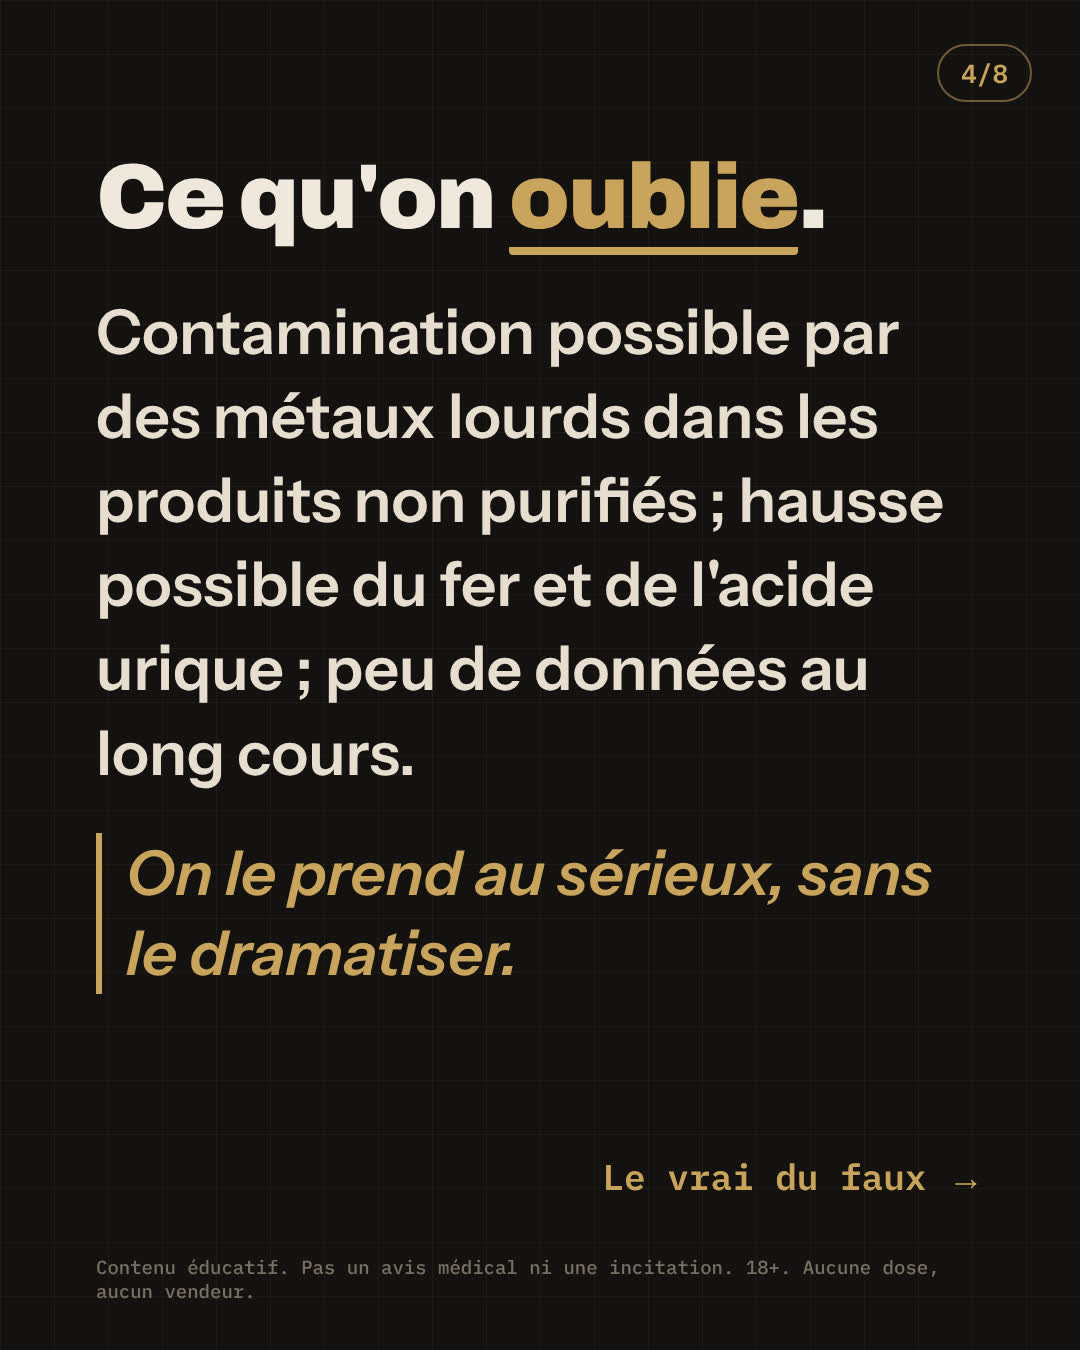 4/8
Ce qu'on oublie.
Contamination possible par
des métaux lourds dans les
produits non purifiés ; hausse
possible du fer et de l'acide
urique ; peu de données au
long cours.
On le prend au sérieux, sans
le dramatiser.
Le vrai du faux →
Contenu éducatif. Pas un avis médical ni une incitation. 18+. Aucune dose,
aucun vendeur.